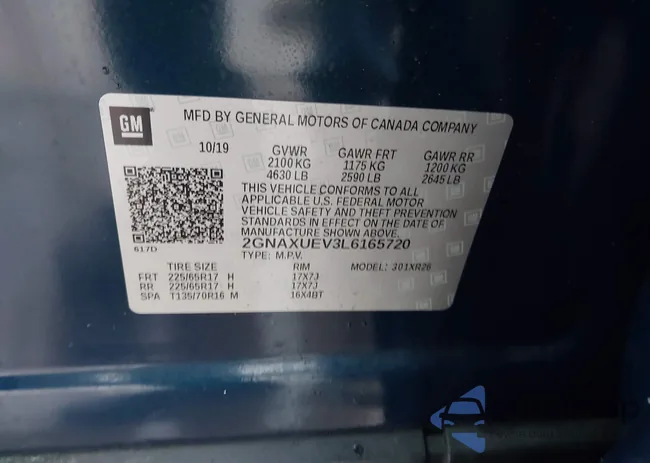 GM
MFD BY GENERAL MOTORS OF CANADA COMPANY
10/19 GVWR GAWR FRT GAWR RR
2100 KG 1175 KG 1200 KG
4630 LB 2590 LB 2645 LB
THIS VEHICLE CONFORMS TO ALL
APPLICABLE U.S. FEDERAL MOTOR
VEHICLE SAFETY AND THEFT PREVENTION
STANDARDS IN EFFECT ON THE DATE OF
MANUFACTURE SHOWN ABOVE.
617D 2GNAXUEV3L6165720
TYPE: M.P.V. MODEL: 301XR26
TIRE SIZE RIM
FRT 225/65R17 H 17X7J
RR 225/65R17 H 17X7J
SPA T135/70R16 M 16X4BT